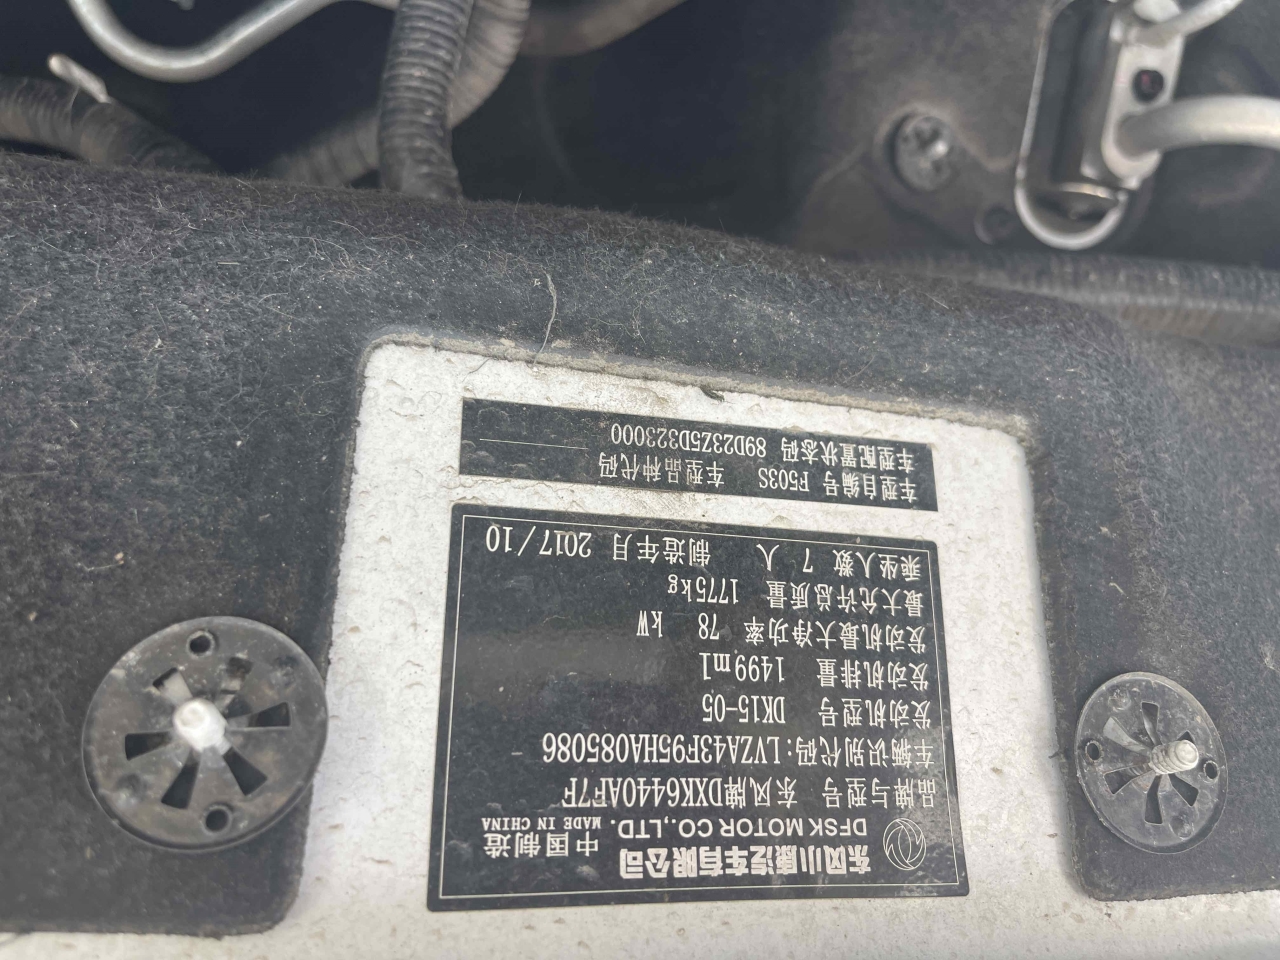 东风小康汽车有限公司
DFSK MOTOR CO.,LTD.
中国制造
MADE IN CHINA
品牌与型号 东风牌DXK6440AF7F
车辆识别代码:LVZA43F95HA085086
发动机型号 DK15-05
发动机排量 1499ml
发动机最大净功率 78 kW
最大允许总质量 1775kg
乘坐人数 7 人 制造年月 2017/10
车型自编号 F503S 车型品种代码
车型配置状态码 89D23Z5D323000